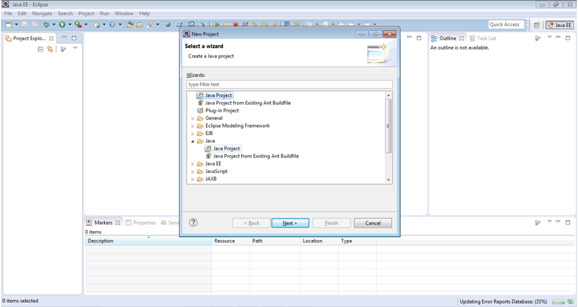 Java EE - Eclipse
File Edit Navigate Search Project Run Window Help
Quick Access
Java EE
Project Explo...
New Project
Select a wizard
Create a Java project
Wizards:
type filter text
Java Project
Java Project from Existing Ant Buildfile
Plug-in Project
General
Eclipse Modeling Framework
EJB
Java
Java Project
Java Project from Existing Ant Buildfile
Java EE
JavaScript
JAXB
< Back
Next >
Finish
Cancel
Outline
Task List
An outline is not available.
Markers Properties Serve
0 items
Description Resource Path Location Type
0 items selected
Updating Error Reports Database: (33%)